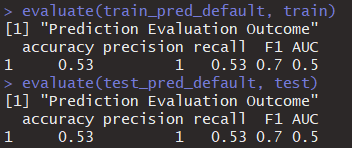 > evaluate(train_pred_default, train)
[1] "Prediction Evaluation Outcome"
  accuracy precision recall  F1 AUC
1     0.53         1   0.53 0.7 0.5
> evaluate(test_pred_default, test)
[1] "Prediction Evaluation Outcome"
  accuracy precision recall  F1 AUC
1     0.53         1   0.53 0.7 0.5